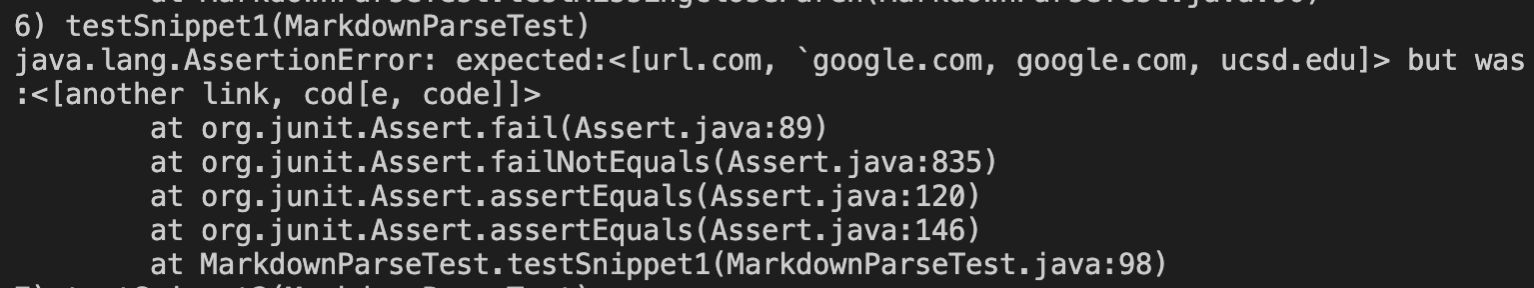 6) testSnippet1(MarkdownParseTest)
java.lang.AssertionError: expected:<[url.com, `google.com, google.com, ucsd.edu]> but was
:<[another link, cod[e, code]]>
at org.junit.Assert.fail(Assert.java:89)
at org.junit.Assert.failNotEquals(Assert.java:835)
at org.junit.Assert.assertEquals(Assert.java:120)
at org.junit.Assert.assertEquals(Assert.java:146)
at MarkdownParseTest.testSnippet1(MarkdownParseTest.java:98)